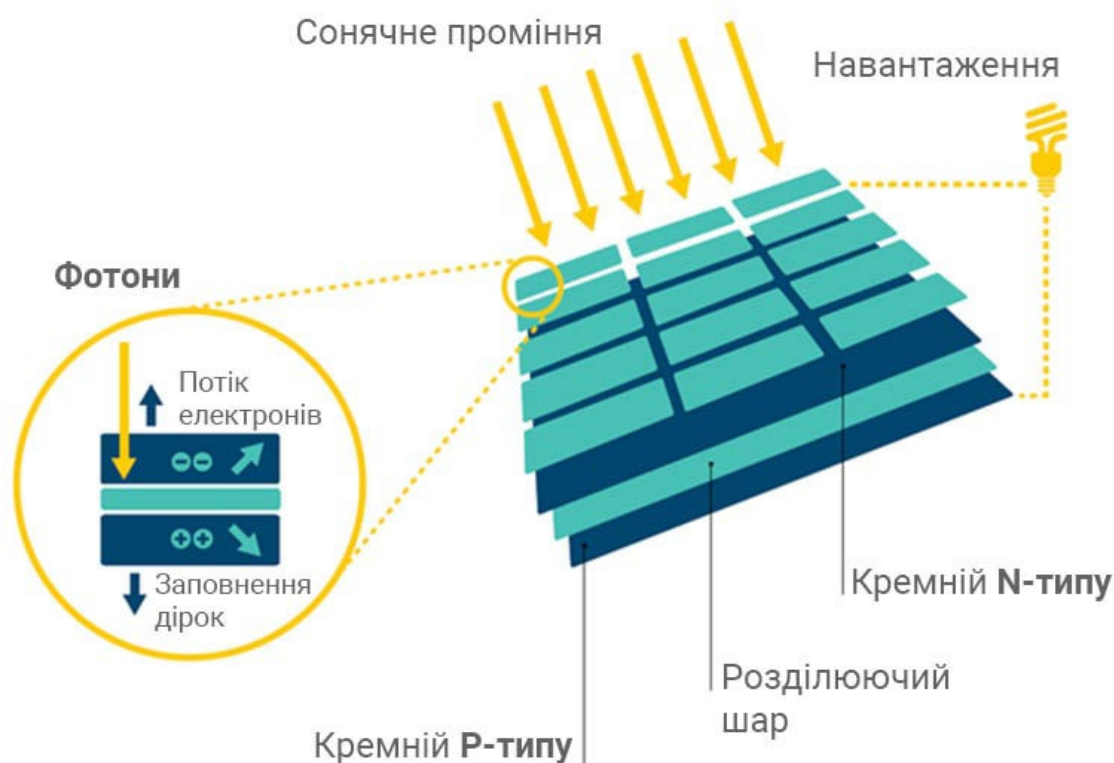 Сонячне проміння
Навантаження
Фотони
Потік
електронів
Заповнення
дірок
Кремній N-типу
Розділюючий
шар
Кремній P-типу